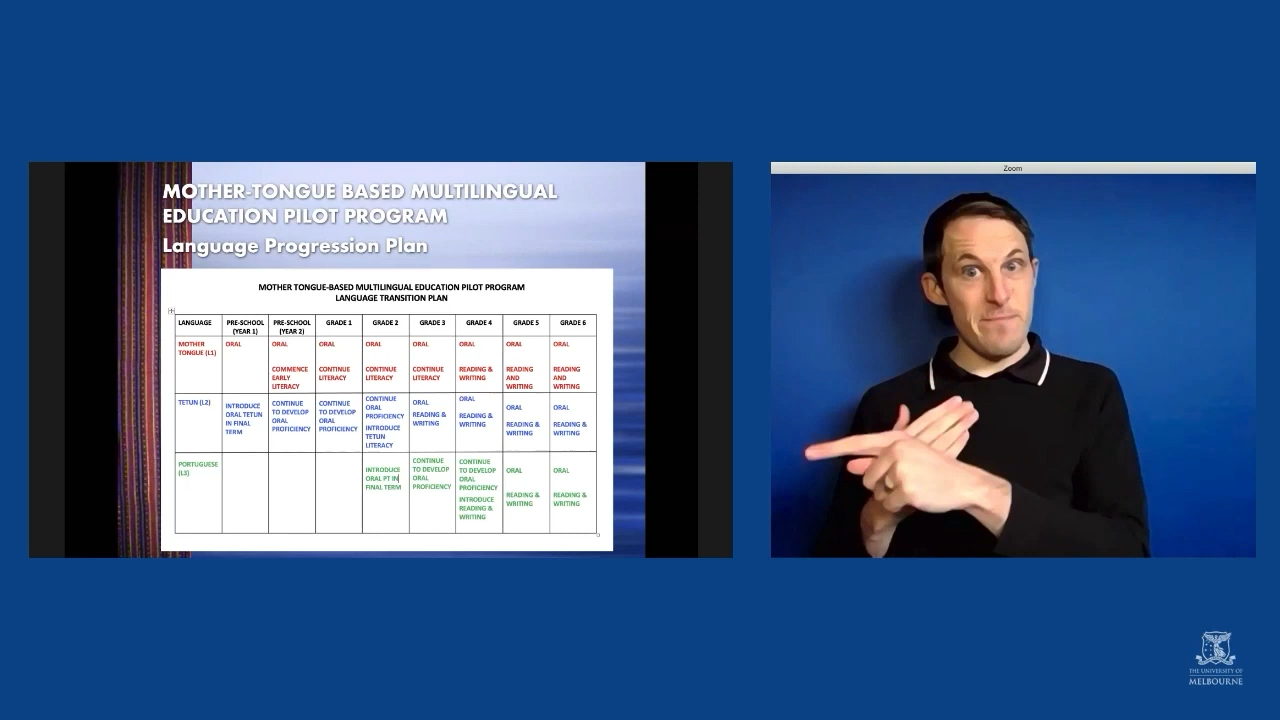 MOTHER-TONGUE BASED MULTILINGUAL
EDUCATION PILOT PROGRAM
Language Progression Plan
MOTHER TONGUE-BASED MULTILINGUAL EDUCATION PILOT PROGRAM
LANGUAGE TRANSITION PLAN
LANGUAGE PRE-SCHOOL (YEAR 1) PRE-SCHOOL (YEAR 2) GRADE 1 GRADE 2 GRADE 3 GRADE 4 GRADE 5 GRADE 6
MOTHER TONGUE (L1)
ORAL
ORAL
COMMENCE EARLY LITERACY
ORAL
CONTINUE LITERACY
ORAL
CONTINUE LITERACY
ORAL
CONTINUE LITERACY
ORAL
READING & WRITING
ORAL
READING AND WRITING
ORAL
READING AND WRITING
TETUN (L2)
INTRODUCE ORAL TETUN IN FINAL TERM
CONTINUE TO DEVELOP ORAL PROFICIENCY
CONTINUE TO DEVELOP ORAL PROFICIENCY
CONTINUE ORAL PROFICIENCY
INTRODUCE TETUN LITERACY
ORAL
READING & WRITING
ORAL
READING & WRITING
ORAL
READING & WRITING
ORAL
READING & WRITING
PORTUGUESE (L3)
INTRODUCE ORAL PT IN FINAL TERM
CONTINUE TO DEVELOP ORAL PROFICIENCY
CONTINUE TO DEVELOP ORAL PROFICIENCY
INTRODUCE READING & WRITING
ORAL
READING & WRITING
ORAL
READING & WRITING
Zoom
THE UNIVERSITY OF
MELBOURNE